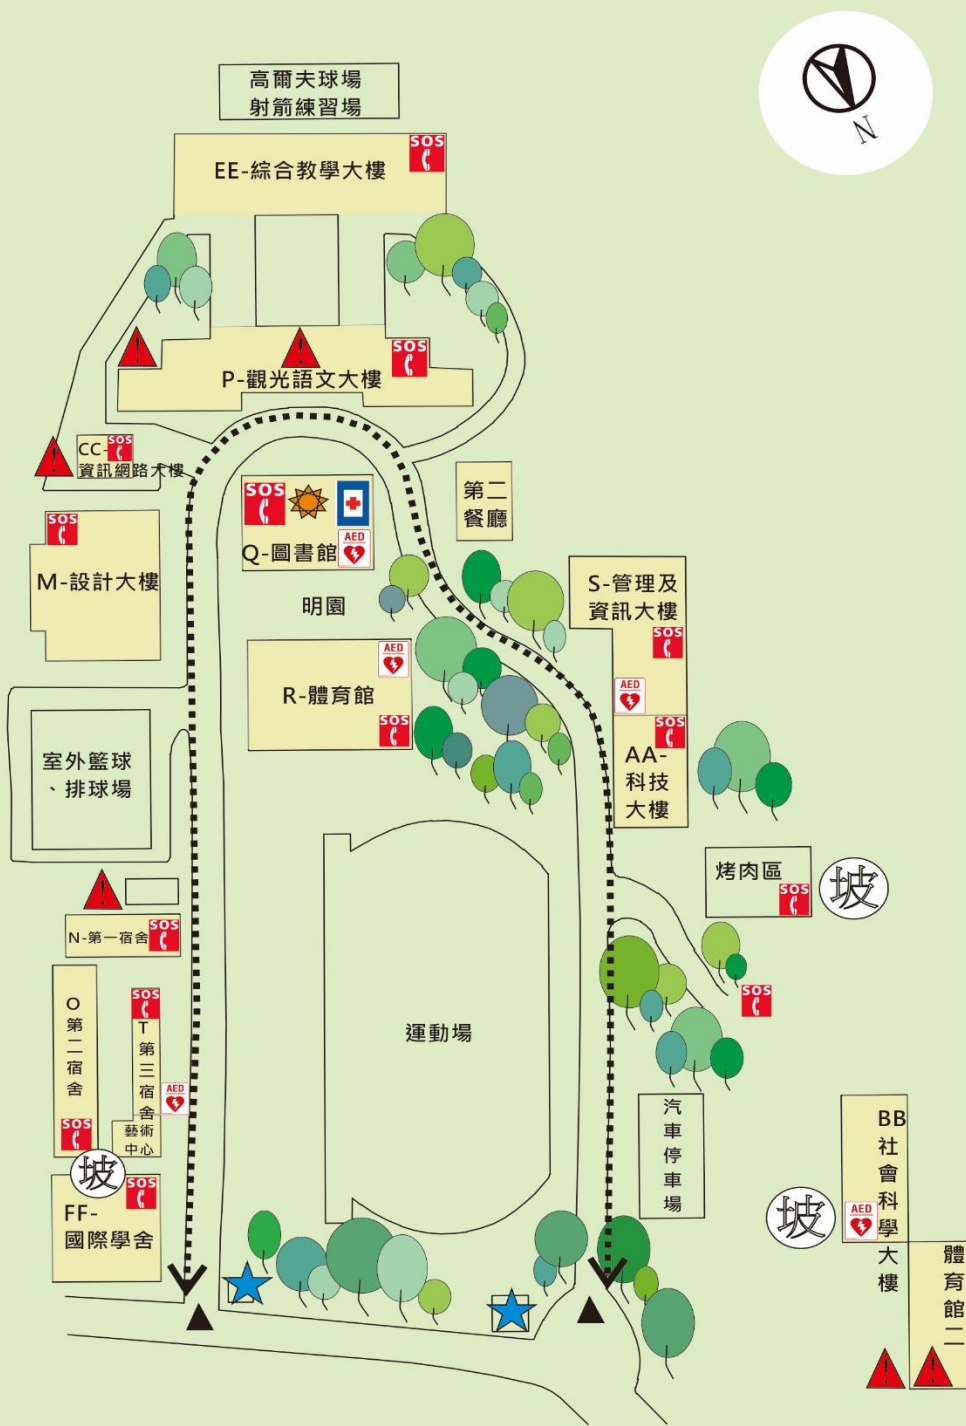 高爾夫球場
射箭練習場
N
SOS
EE-綜合教學大樓
SOS
P-觀光語文大樓
CC-
SOS
資訊網路大樓
SOS
AED
Q-圖書館
第二
餐廳
SOS
M-設計大樓
明園
S-管理及
資訊大樓
SOS
AED
R-體育館
SOS
AED
SOS
AA-
科技
大樓
室外籃球
、排球場
烤肉區
SOS
坡
N-第一宿舍
SOS
SOS
O
第
二
宿
舍
SOS
SOS
T
第
三
宿
舍
AED
藝術
中心
運動場
汽
車
停
車
場
坡
SOS
FF-
國際學舍
坡
AED
BB
社
會
科
學
大
樓
體
育
館
二